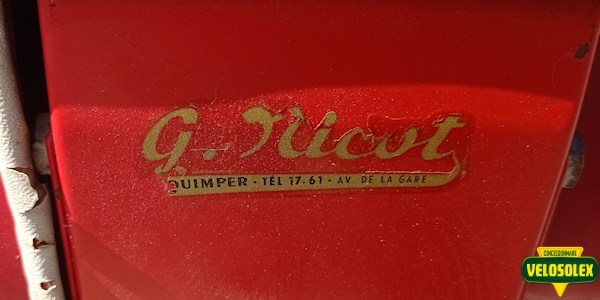 G. Nicot
QUIMPER - TÉL 17-61 - AV. DE LA GARE
CONCESSIONNAIRE
VELOSOLEX